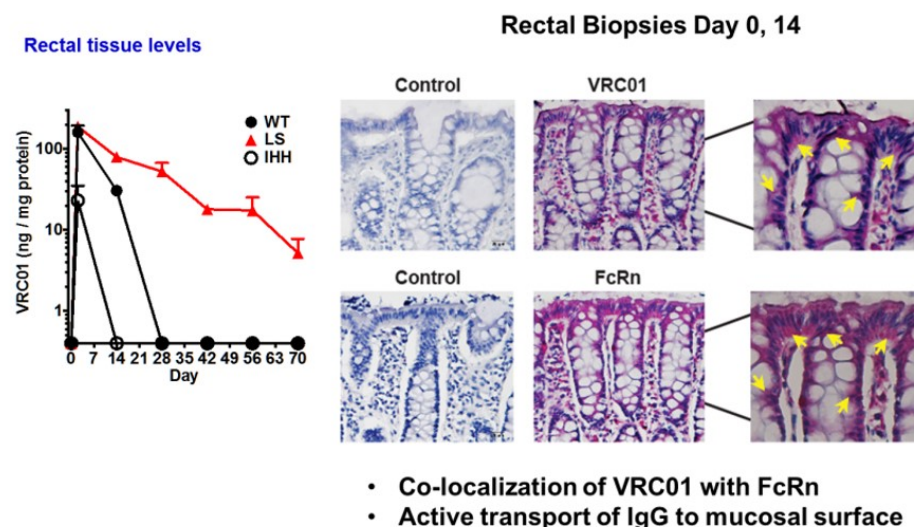 Rectal Biopsies Day 0, 14
Rectal tissue levels
VRC01 (ng / mg protein)
100
10
1
0 7 14 21 28 35 42 49 56 63 70
Day
WT
LS
IHH
Control
VRC01
Control
FcRn
• Co-localization of VRC01 with FcRn
• Active transport of IgG to mucosal surface